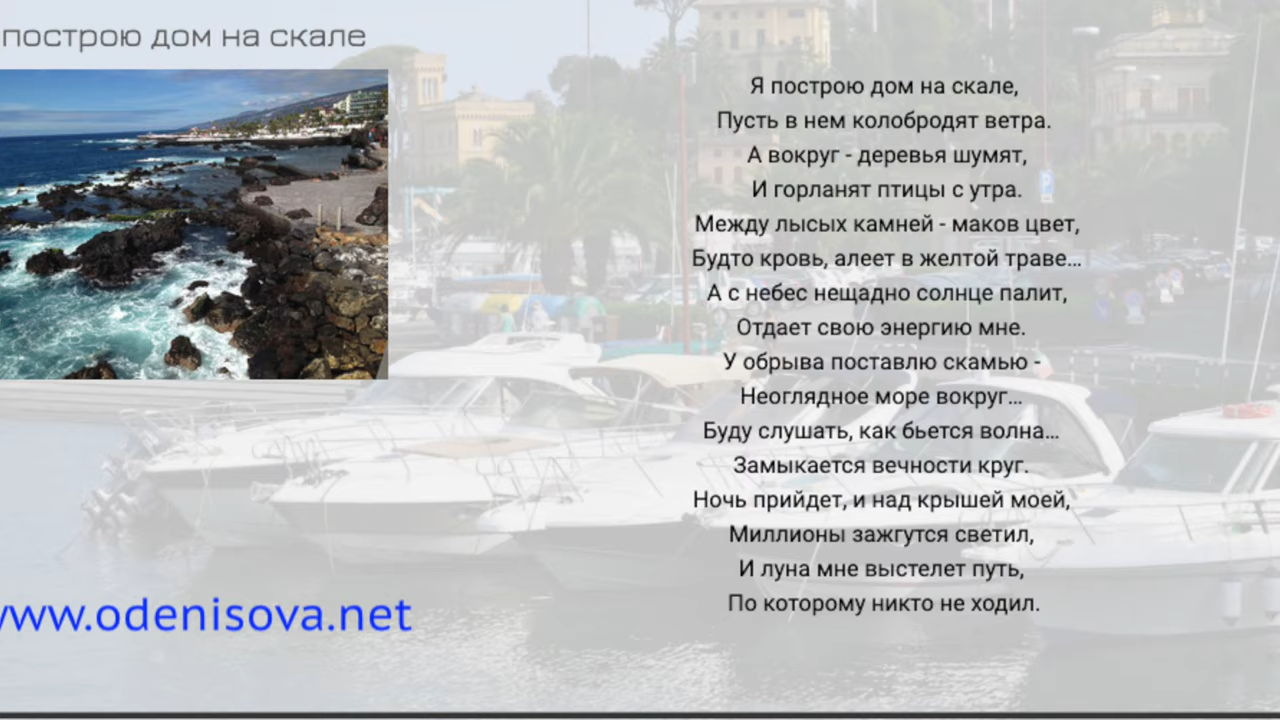 построю дом на скале
Я построю дом на скале,
Пусть в нем колобродят ветра.
А вокруг - деревья шумят,
И горланят птицы с утра.
Между лысых камней - маков цвет,
Будто кровь, алеет в желтой траве...
А с небес нещадно солнце палит,
Отдает свою энергию мне.
У обрыва поставлю скамью -
Неоглядное море вокруг...
Буду слушать, как бьется волна...
Замыкается вечности круг.
Ночь прийдет, и над крышей моей,
Миллионы зажгутся светил,
И луна мне выстелет путь,
По которому никто не ходил.
www.odenisova.net